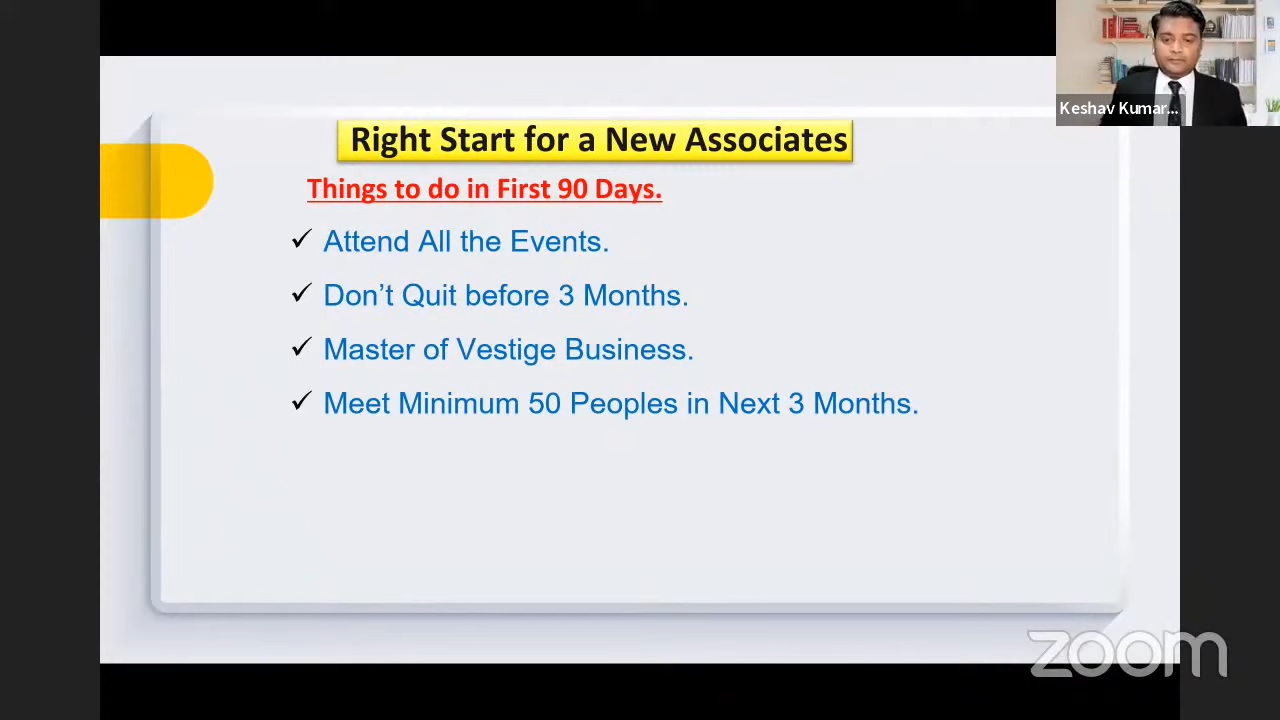 Keshav Kumar...
Right Start for a New Associates
Things to do in First 90 Days.
✓ Attend All the Events.
✓ Don't Quit before 3 Months.
✓ Master of Vestige Business.
✓ Meet Minimum 50 Peoples in Next 3 Months.
zoom